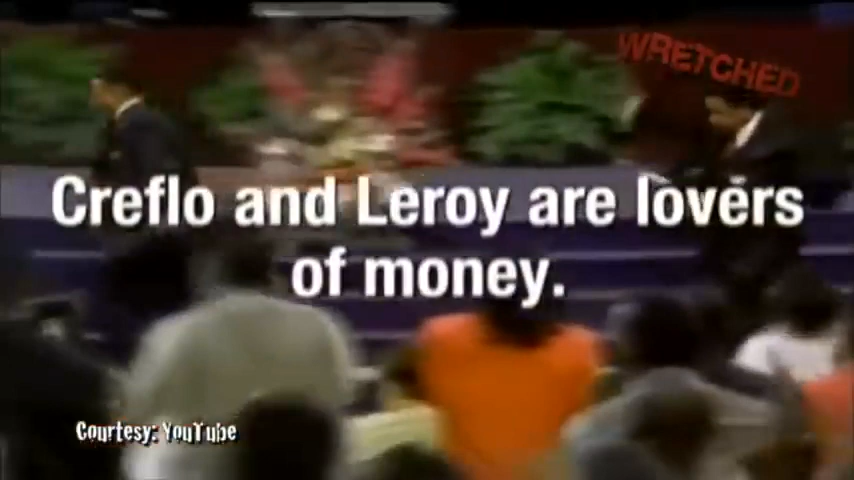 WRETCHED
Creflo and Leroy are lovers
of money.
Courtesy: YouTube